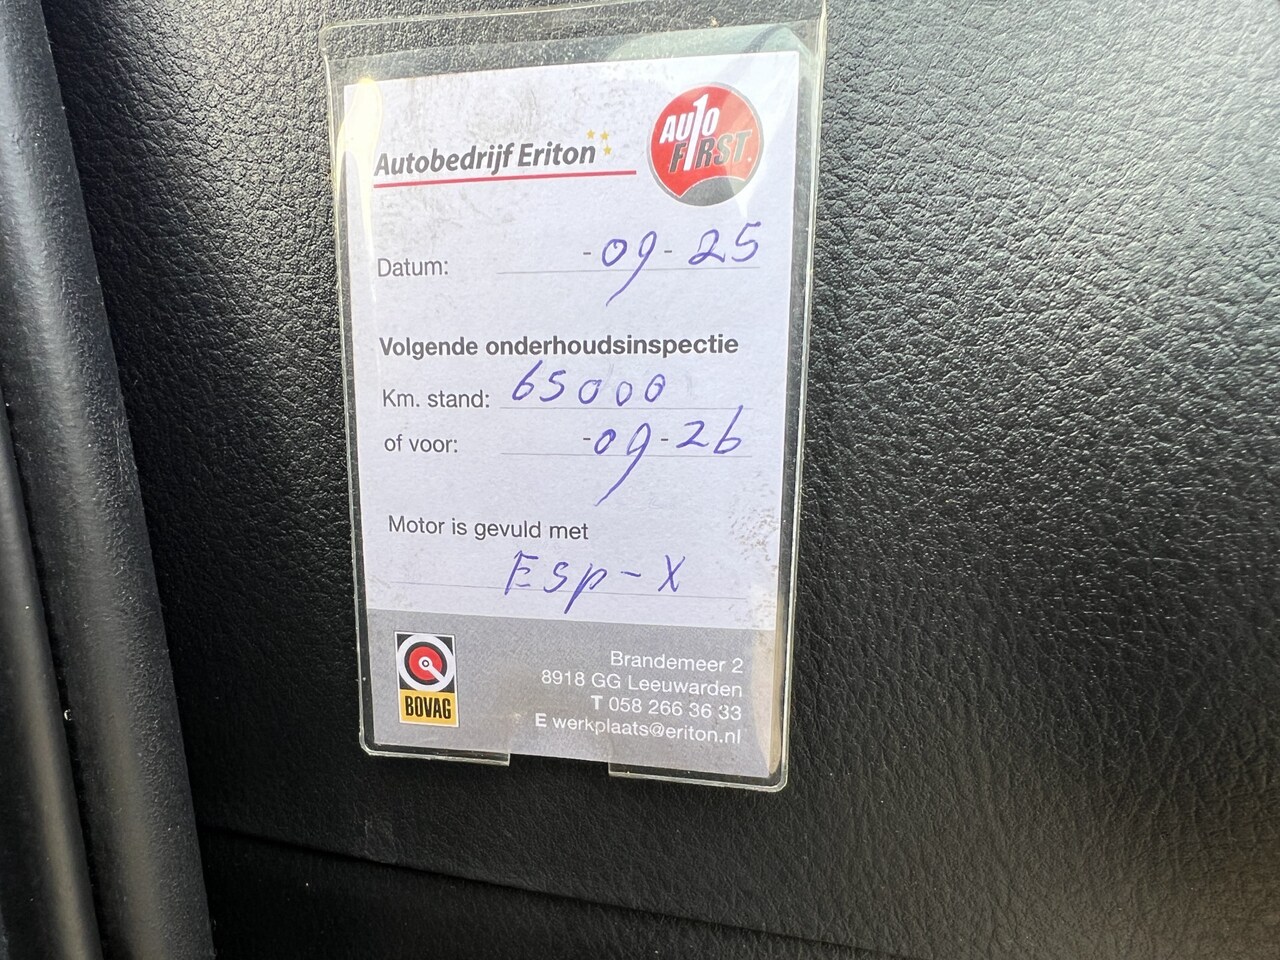 Autobedrijf Eriton
AUTO
F1RST
Datum: -09-25
Volgende onderhoudsinspectie
Km. stand: 65000
of voor: -09-26
Motor is gevuld met
Esp-X
BOVAG
Brandemeer 2
8918 GG Leeuwarden
T 058 266 36 33
E werkplaats@eriton.nl